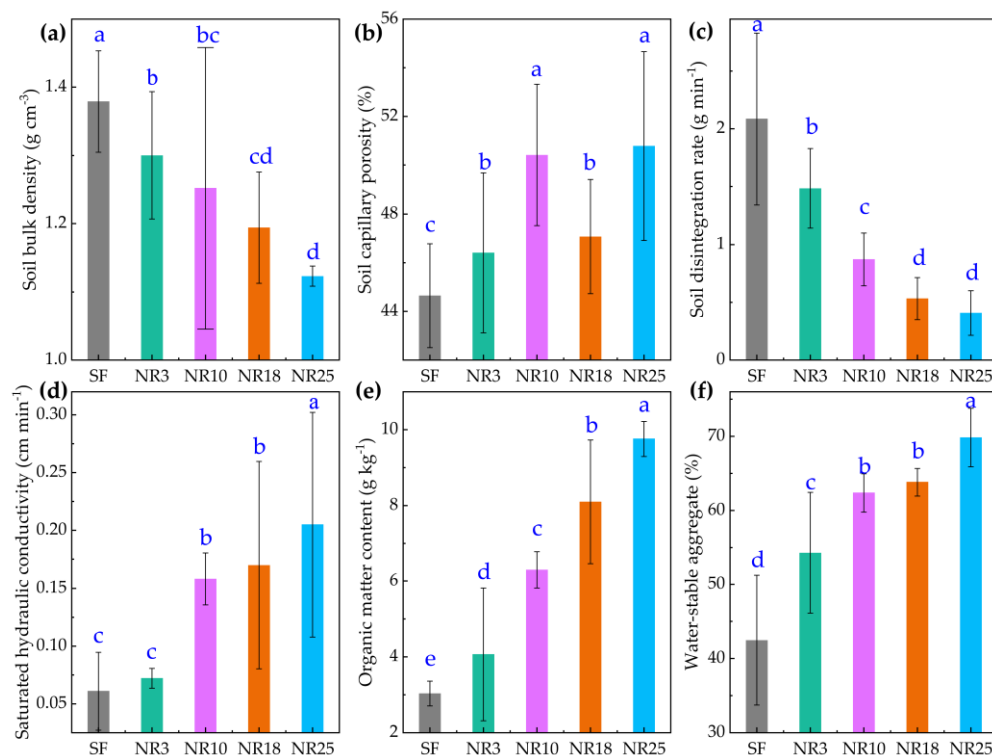 (a)
Soil bulk density (g cm⁻³)
1.4
1.2
1.0
a
b
bc
cd
d
SF NR3 NR10 NR18 NR25
(b)
Soil capillary porosity (%)
56
52
48
44
c
b
a
b
a
SF NR3 NR10 NR18 NR25
(c)
Soil disintegration rate (g min⁻¹)
2
1
0
a
b
c
d
d
SF NR3 NR10 NR18 NR25
(d)
Saturated hydraulic conductivity (cm min⁻¹)
0.30
0.25
0.20
0.15
0.10
0.05
c
c
b
b
a
SF NR3 NR10 NR18 NR25
(e)
Organic matter content (g kg⁻¹)
10
8
6
4
2
e
d
c
b
a
SF NR3 NR10 NR18 NR25
(f)
Water-stable aggregate (%)
70
60
50
40
30
d
c
b
b
a
SF NR3 NR10 NR18 NR25